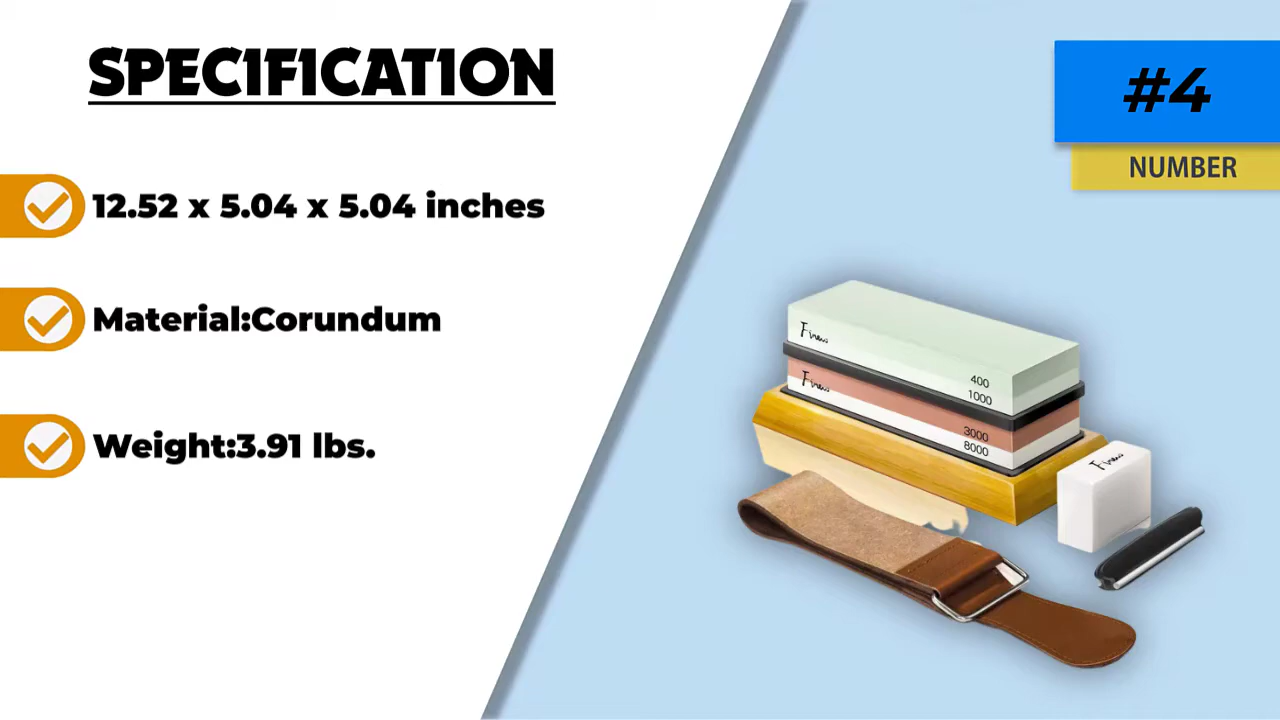 SPECIFICATION
#4
NUMBER
12.52 x 5.04 x 5.04 inches
Material:Corundum
Weight:3.91 lbs.
400
1000
3000
8000